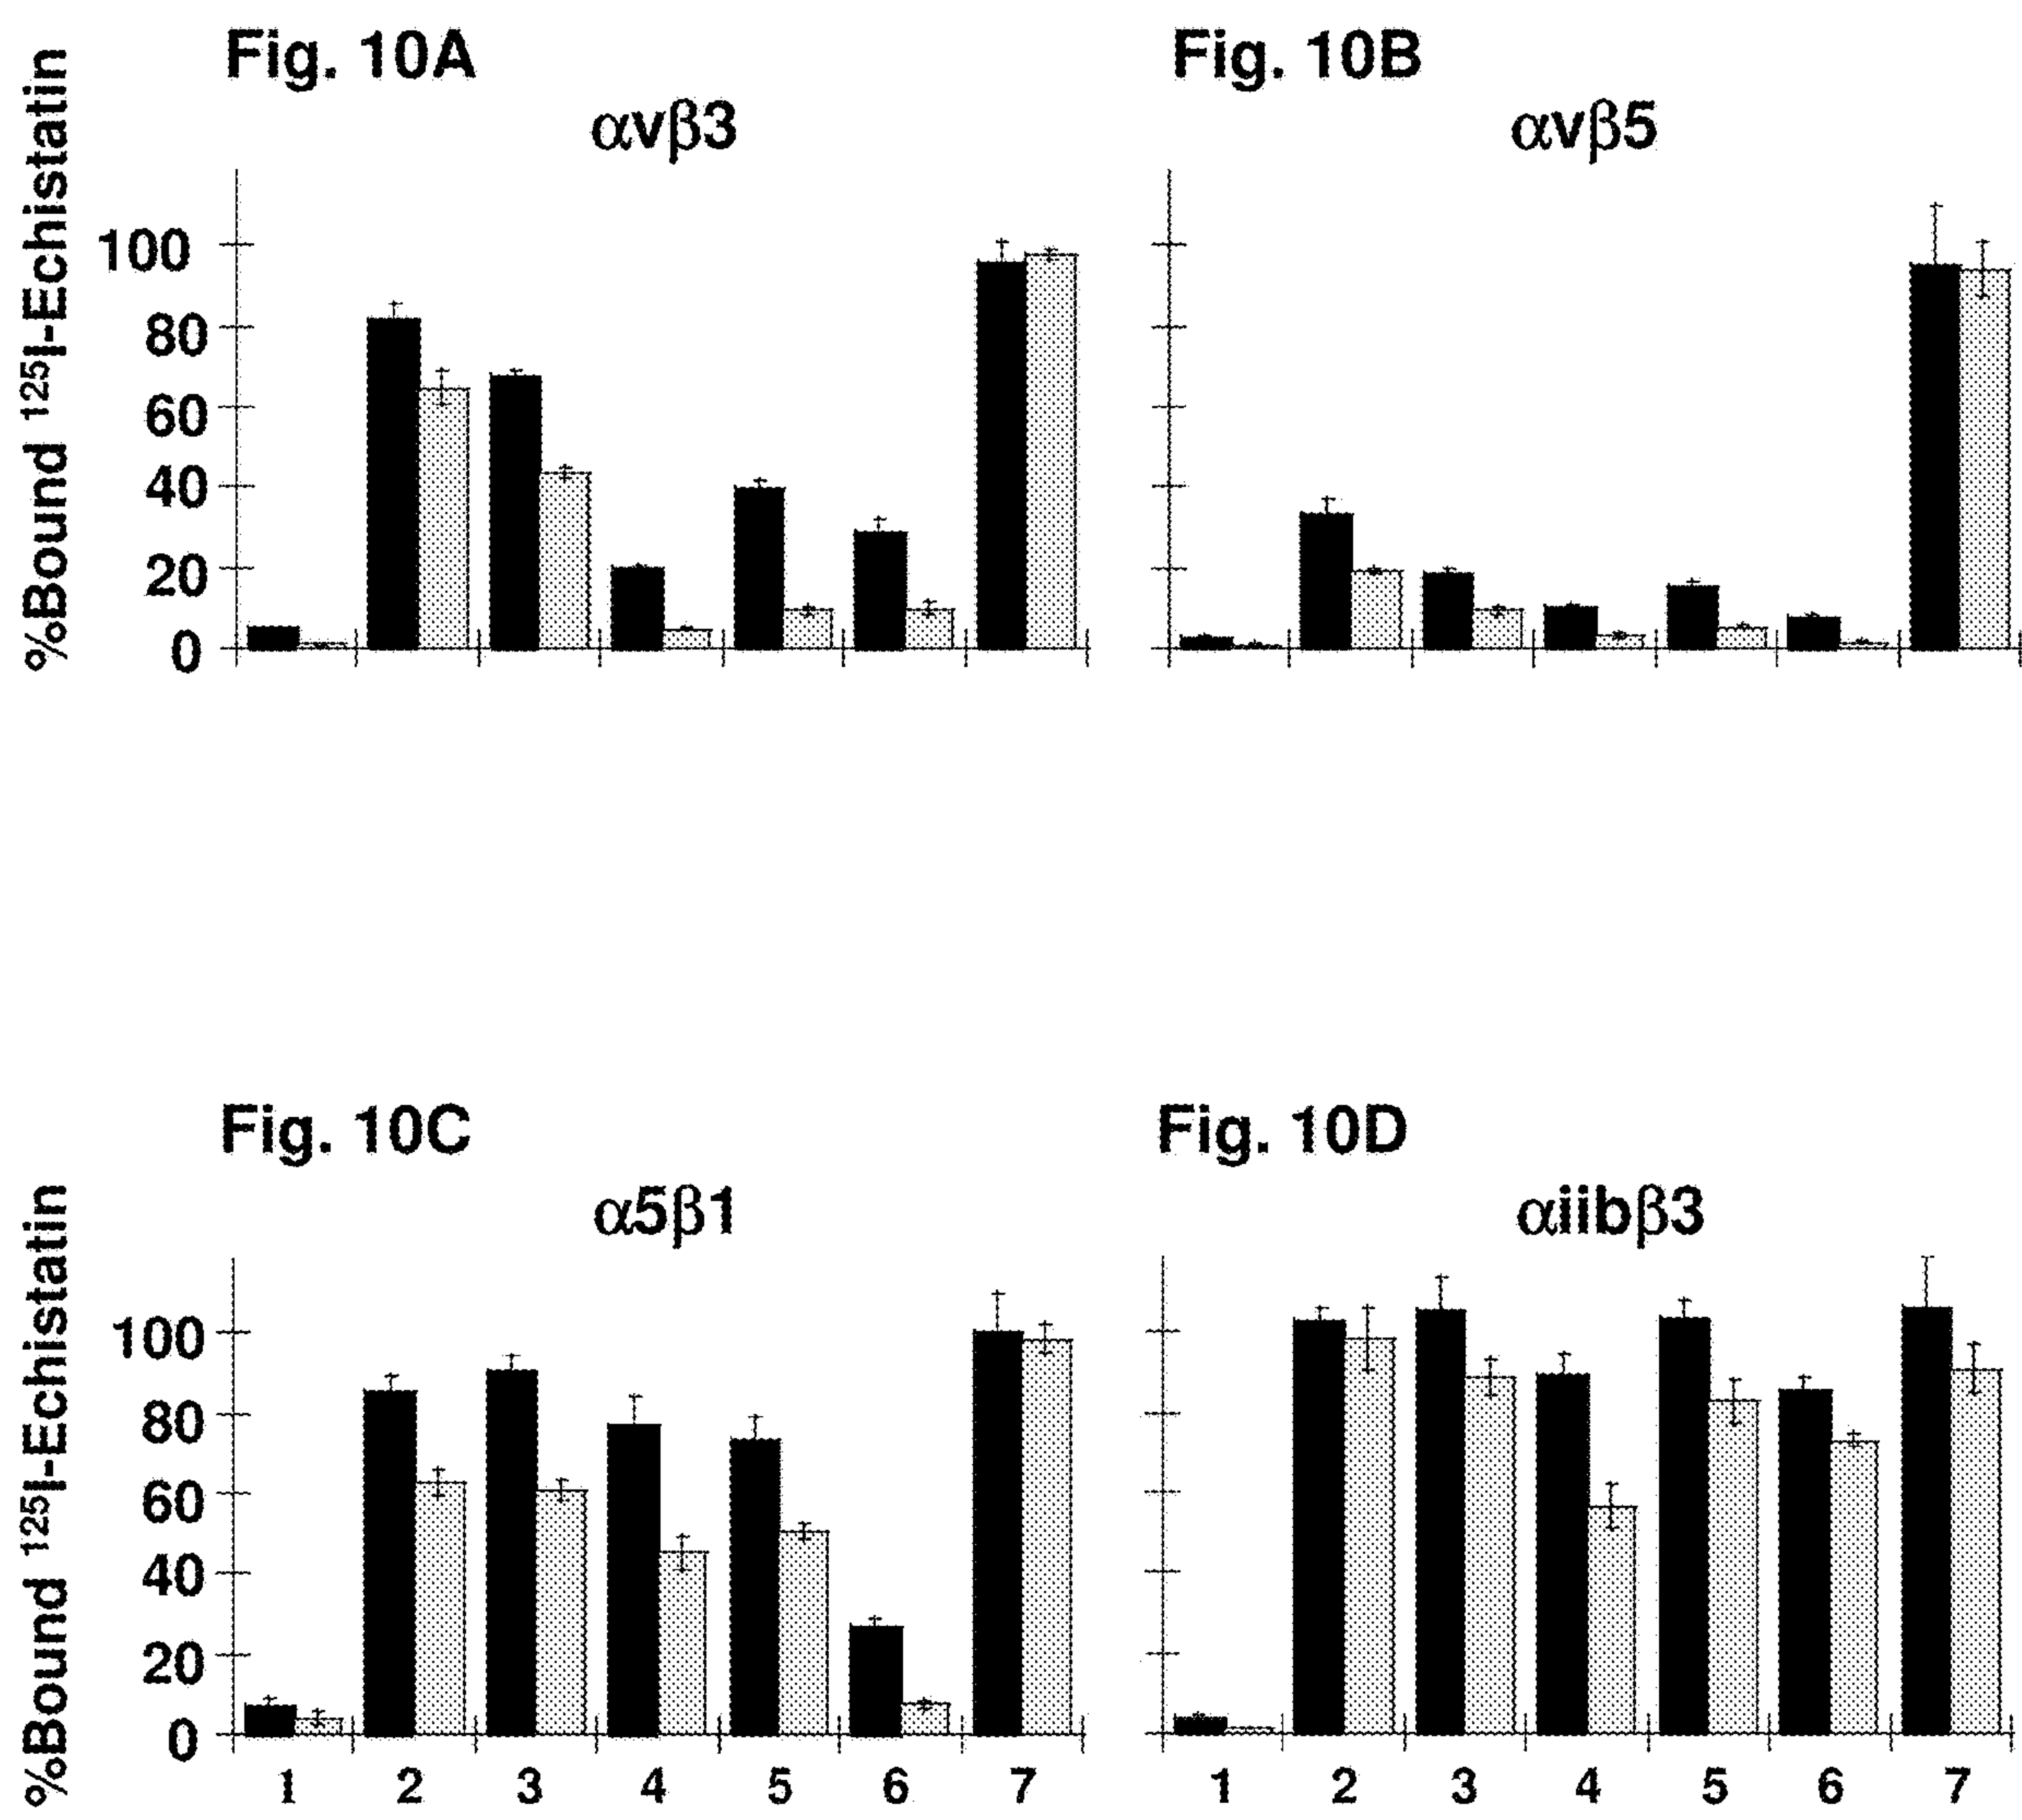 Fig. 10A
Fig. 10B
αvβ3
αvβ5
%Bound ¹²⁵I-Echistatin
100
80
60
40
20
0
Fig. 10C
Fig. 10D
α5β1
αiibβ3
%Bound ¹²⁵I-Echistatin
100
80
60
40
20
0
1 2 3 4 5 6 7
1 2 3 4 5 6 7